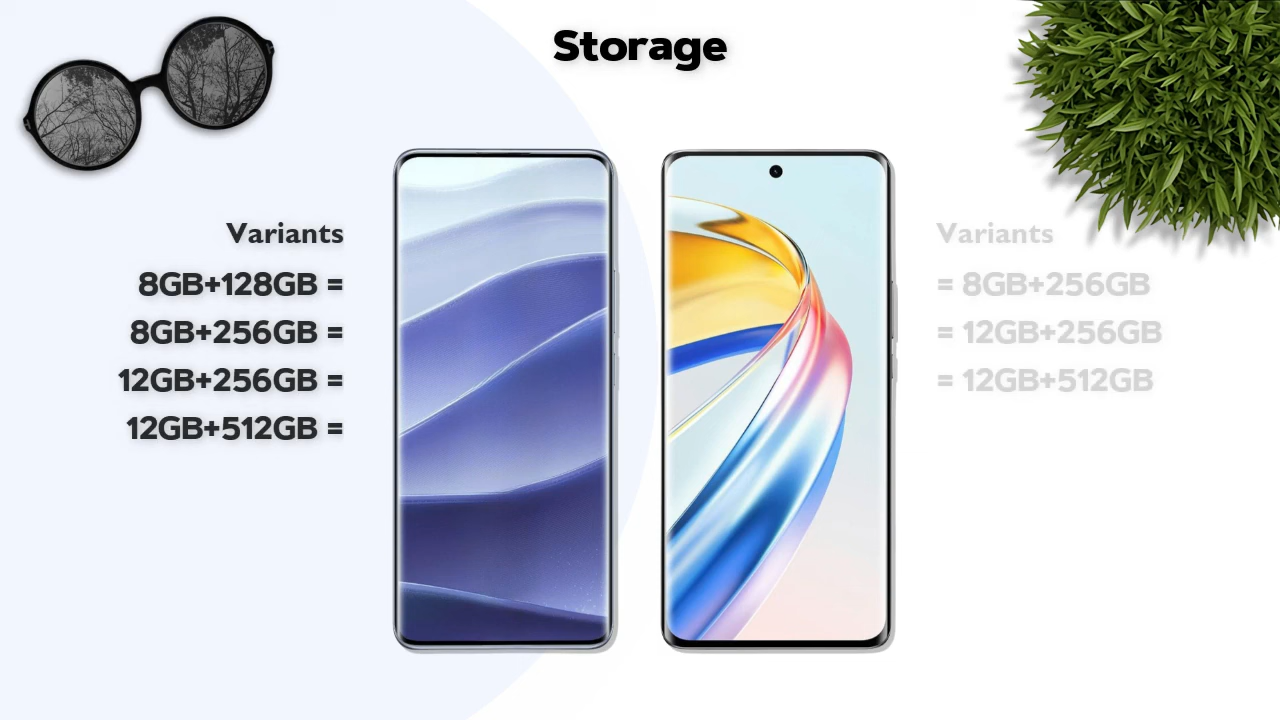 Storage
Variants
8GB+128GB =
8GB+256GB =
12GB+256GB =
12GB+512GB =
Variants
= 8GB+256GB
= 12GB+256GB
= 12GB+512GB